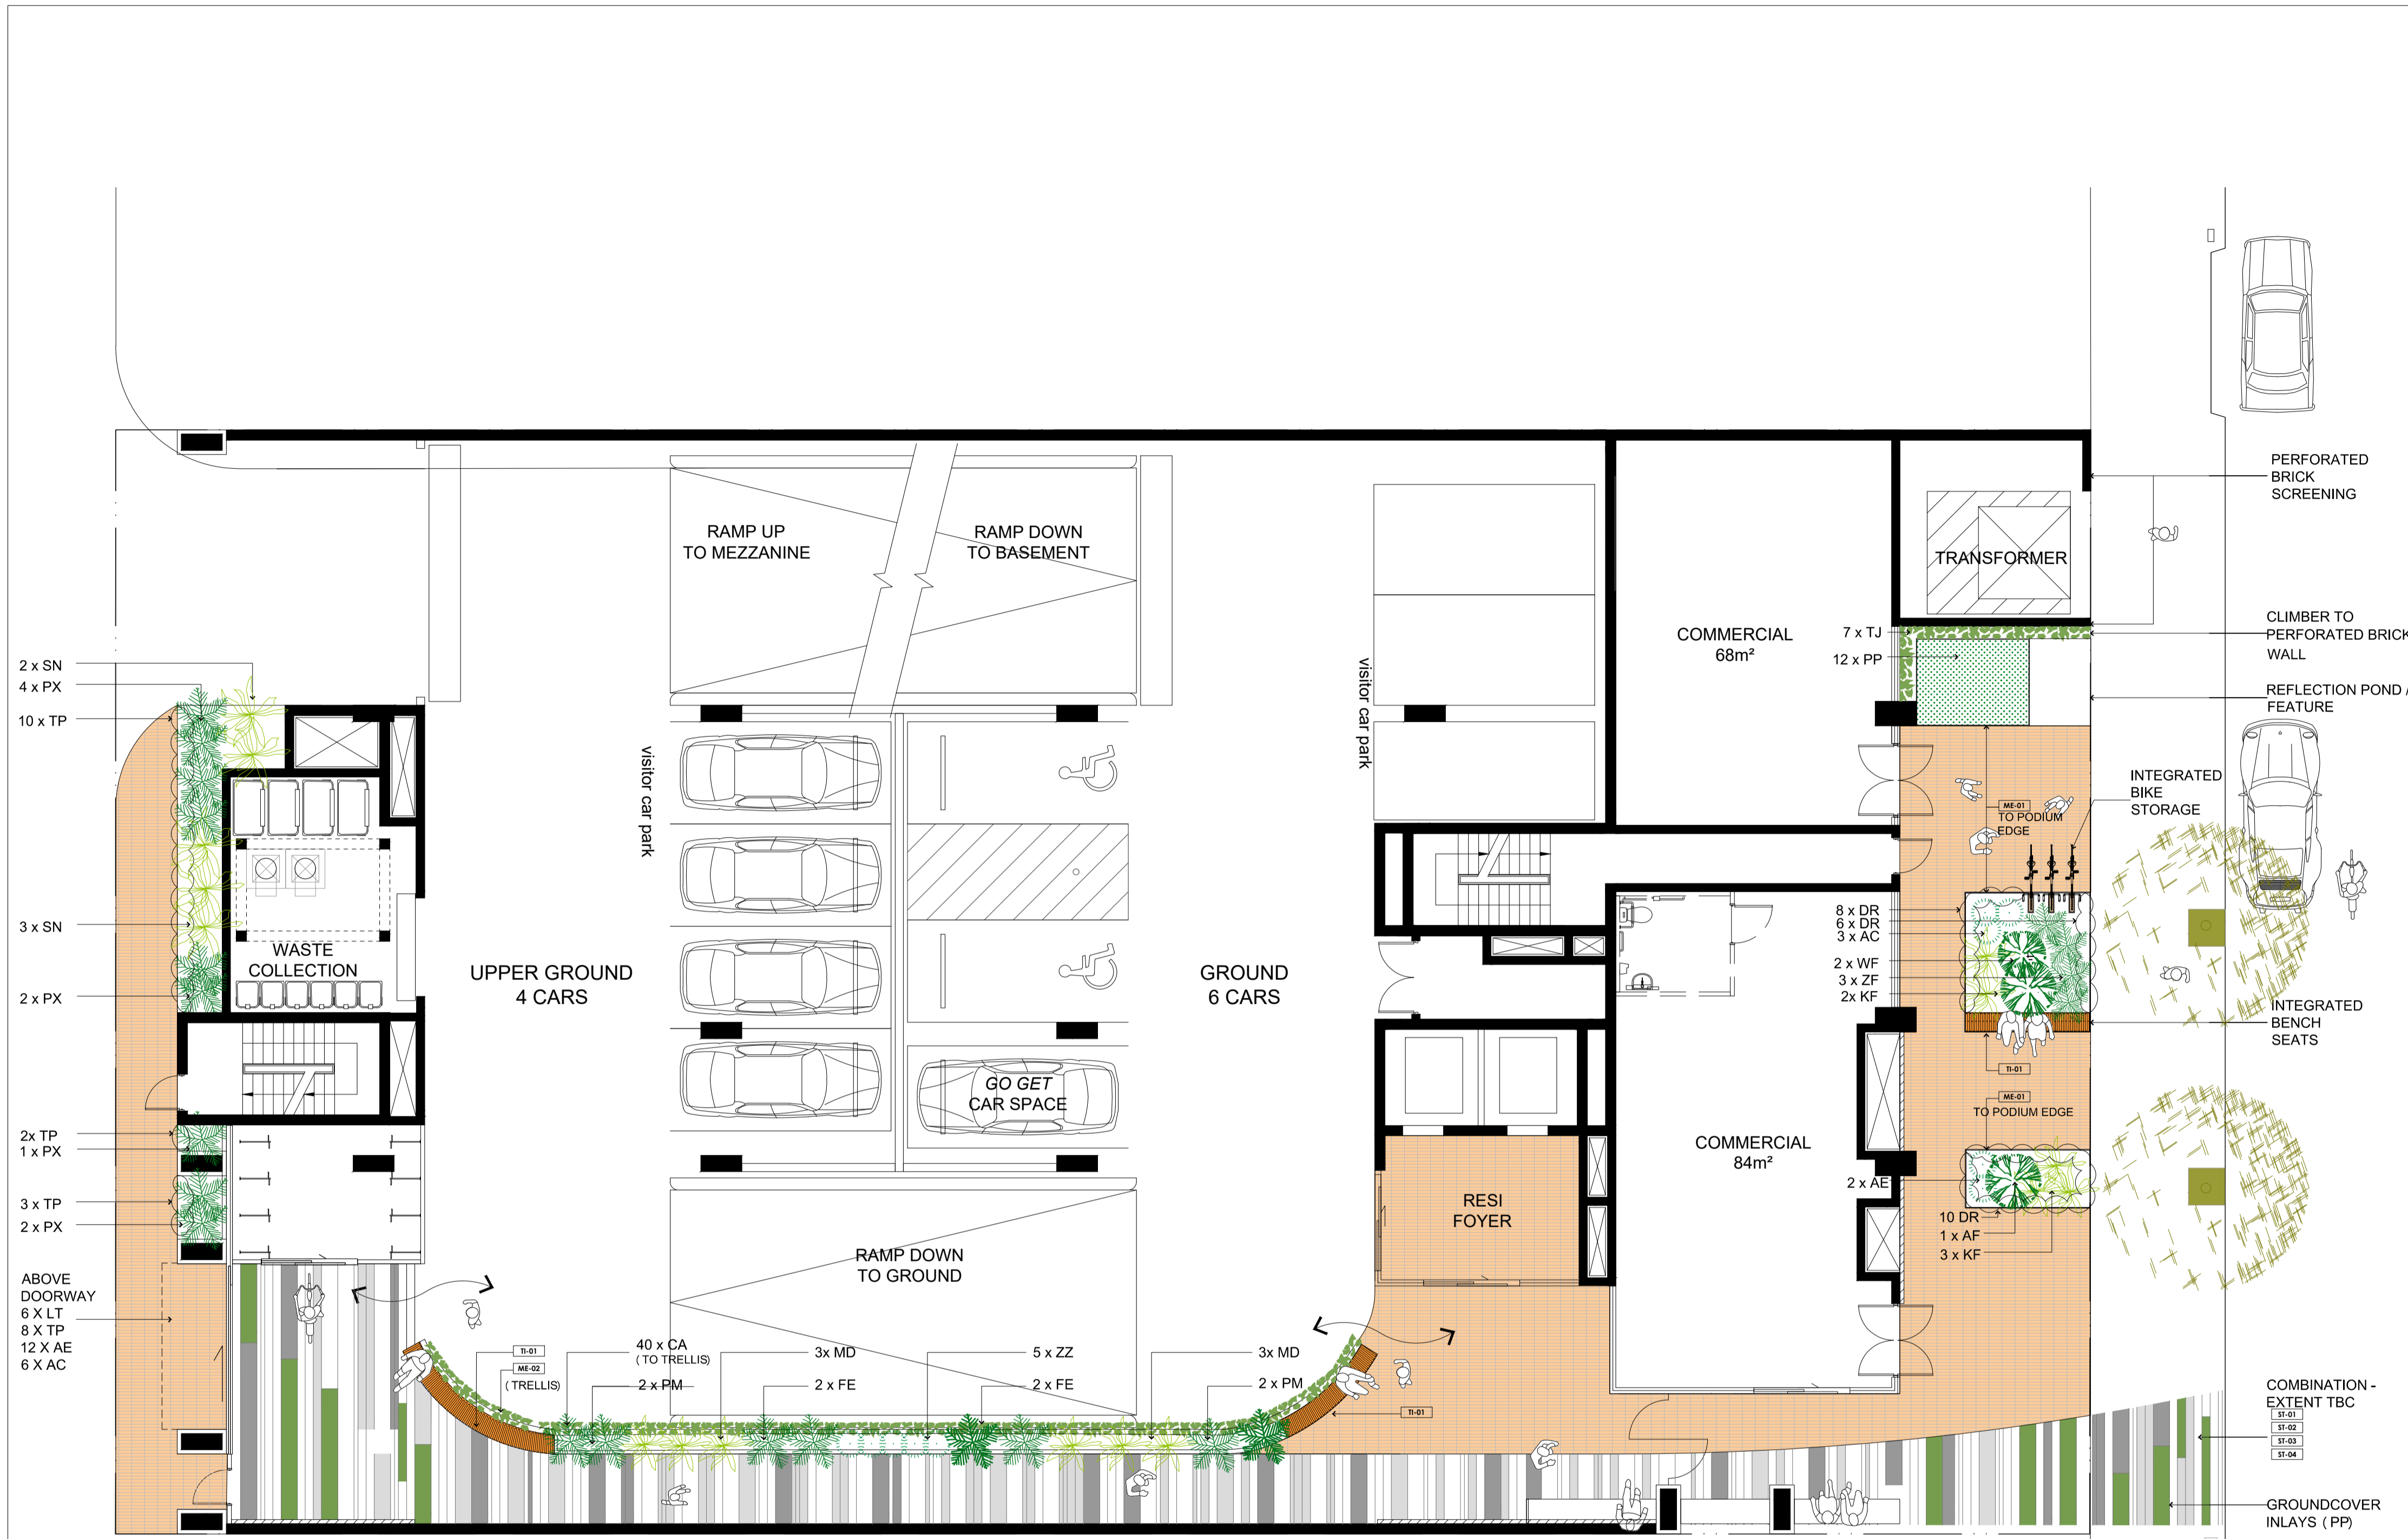 2 x SN
4 x PX
10 x TP
3 x SN
2 x PX
2x TP
1 x PX
3 x TP
2 x PX
ABOVE
DOORWAY
6 X LT
8 X TP
12 X AE
6 X AC
WASTE
COLLECTION
UPPER GROUND
4 CARS
visitor car park
RAMP UP
TO MEZZANINE
RAMP DOWN
TO BASEMENT
GO GET
CAR SPACE
RAMP DOWN
TO GROUND
GROUND
6 CARS
visitor car park
TI-01
ME-02
( TRELLIS)
40 x CA
( TO TRELLIS)
2 x PM
3x MD
2 x FE
5 x ZZ
2 x FE
3x MD
2 x PM
TI-01
RESI
FOYER
COMMERCIAL
68m²
COMMERCIAL
84m²
TRANSFORMER
7 x TJ
12 x PP
ME-01
TO PODIUM
EDGE
8 x DR
6 x DR
3 x AC
2 x WF
3 x ZF
2x KF
TI-01
ME-01
TO PODIUM EDGE
2 x AE
10 DR
1 x AF
3 x KF
PERFORATED
BRICK
SCREENING
CLIMBER TO
PERFORATED BRICK
WALL
REFLECTION POND /
FEATURE
INTEGRATED
BIKE
STORAGE
INTEGRATED
BENCH
SEATS
COMBINATION -
EXTENT TBC
ST-01
ST-02
ST-03
ST-04
GROUNDCOVER
INLAYS ( PP)